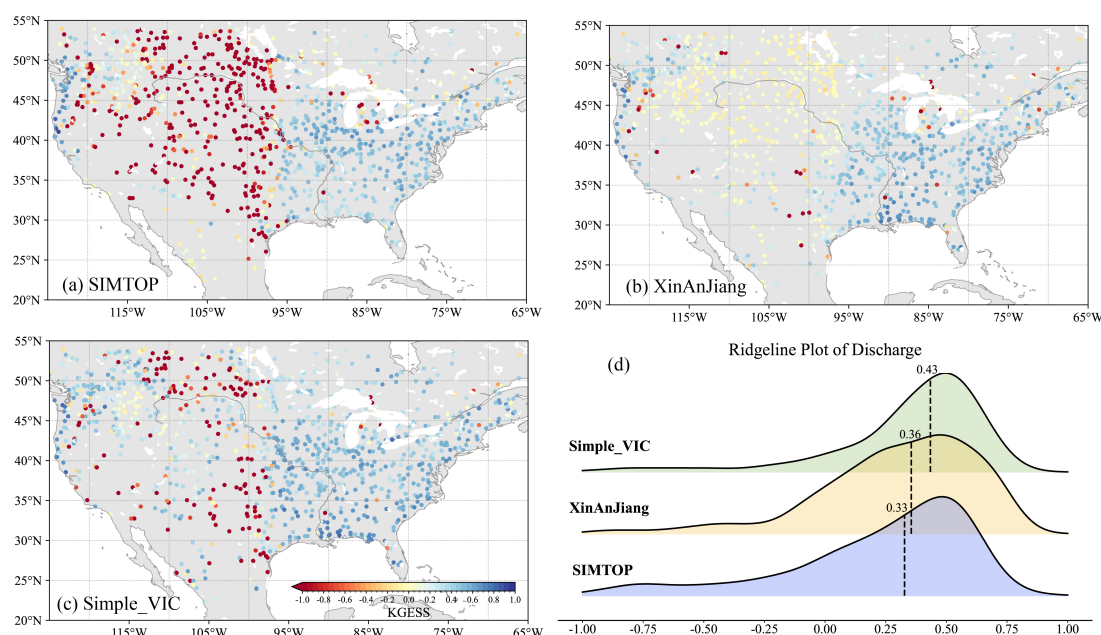 55°N
50°N
45°N
40°N
35°N
30°N
25°N
20°N
(a) SIMTOP
115°W 105°W 95°W 85°W 75°W 65°W
55°N
50°N
45°N
40°N
35°N
30°N
25°N
20°N
(b) XinAnJiang
115°W 105°W 95°W 85°W 75°W 65°W
55°N
50°N
45°N
40°N
35°N
30°N
25°N
20°N
(c) Simple_VIC
-1.0 -0.8 -0.6 -0.4 -0.2 0.0 0.2 0.4 0.6 0.8 1.0
KGESS
115°W 105°W 95°W 85°W 75°W 65°W
Ridgeline Plot of Discharge
(d)
0.43
Simple_VIC
0.36
XinAnJiang
0.33
SIMTOP
-1.00 -0.75 -0.50 -0.25 0.00 0.25 0.50 0.75 1.00